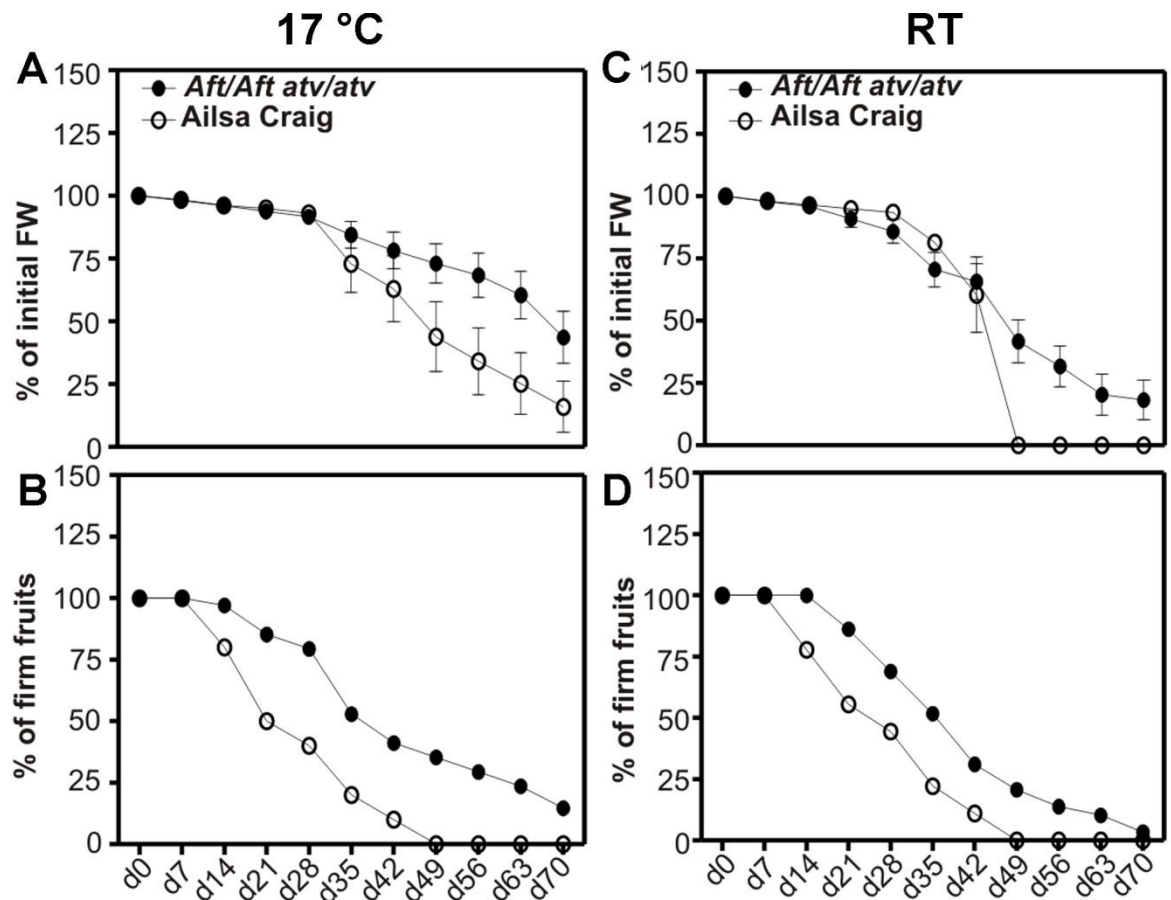 17 °C
RT
A
150
125
100
75
50
25
0
% of initial FW
Aft/Aft atv/atv
Ailsa Craig
C
150
125
100
75
50
25
0
% of initial FW
Aft/Aft atv/atv
Ailsa Craig
B
150
125
100
75
50
25
0
% of firm fruits
d0 d7 d14 d21 d28 d35 d42 d49 d56 d63 d70
D
150
125
100
75
50
25
0
% of firm fruits
d0 d7 d14 d21 d28 d35 d42 d49 d56 d63 d70